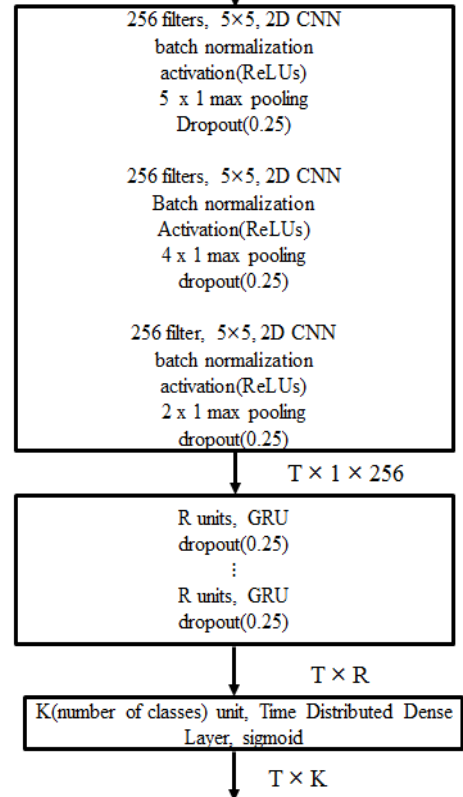 256 filters, 5×5, 2D CNN
batch normalization
activation(ReLUs)
5 x 1 max pooling
Dropout(0.25)
256 filters, 5×5, 2D CNN
Batch normalization
Activation(ReLUs)
4 x 1 max pooling
dropout(0.25)
256 filter, 5×5, 2D CNN
batch normalization
activation(ReLUs)
2 x 1 max pooling
dropout(0.25)
T × 1 × 256
R units, GRU
dropout(0.25)
⋮
R units, GRU
dropout(0.25)
T × R
K(number of classes) unit, Time Distributed Dense
Layer, sigmoid
T × K